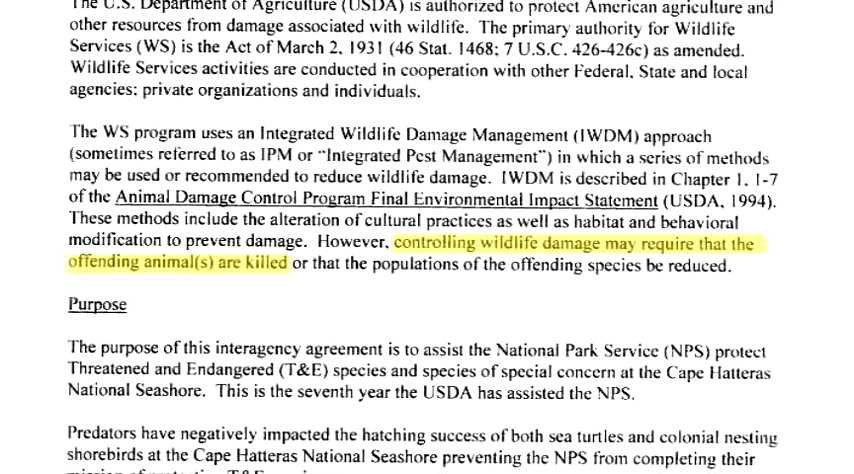 The U.S. Department of Agriculture (USDA) is authorized to protect American agriculture and
other resources from damage associated with wildlife. The primary authority for Wildlife
Services (WS) is the Act of March 2, 1931 (46 Stat. 1468; 7 U.S.C. 426-426c) as amended.
Wildlife Services activities are conducted in cooperation with other Federal, State and local
agencies; private organizations and individuals.
The WS program uses an Integrated Wildlife Damage Management (IWDM) approach
(sometimes referred to as IPM or "Integrated Pest Management") in which a series of methods
may be used or recommended to reduce wildlife damage. IWDM is described in Chapter 1, 1-7
of the Animal Damage Control Program Final Environmental Impact Statement (USDA, 1994).
These methods include the alteration of cultural practices as well as habitat and behavioral
modification to prevent damage. However, controlling wildlife damage may require that the
offending animal(s) are killed or that the populations of the offending species be reduced.
Purpose
The purpose of this interagency agreement is to assist the National Park Service (NPS) protect
Threatened and Endangered (T&E) species and species of special concern at the Cape Hatteras
National Seashore. This is the seventh year the USDA has assisted the NPS.
Predators have negatively impacted the hatching success of both sea turtles and colonial nesting
shorebirds at the Cape Hatteras National Seashore preventing the NPS from completing their